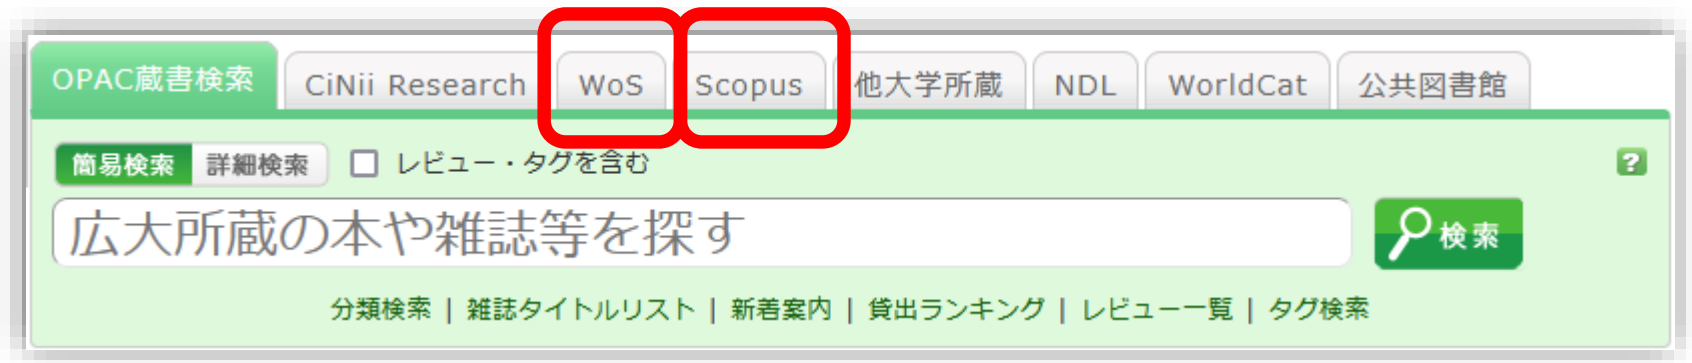 OPAC蔵書検索 CiNii Research WoS Scopus 他大学所蔵 NDL WorldCat 公共図書館
簡易検索 詳細検索 レビュー・タグを含む ?
広大所蔵の本や雑誌等を探す 検索
分類検索 | 雑誌タイトルリスト | 新着案内 | 貸出ランキング | レビュー一覧 | タグ検索